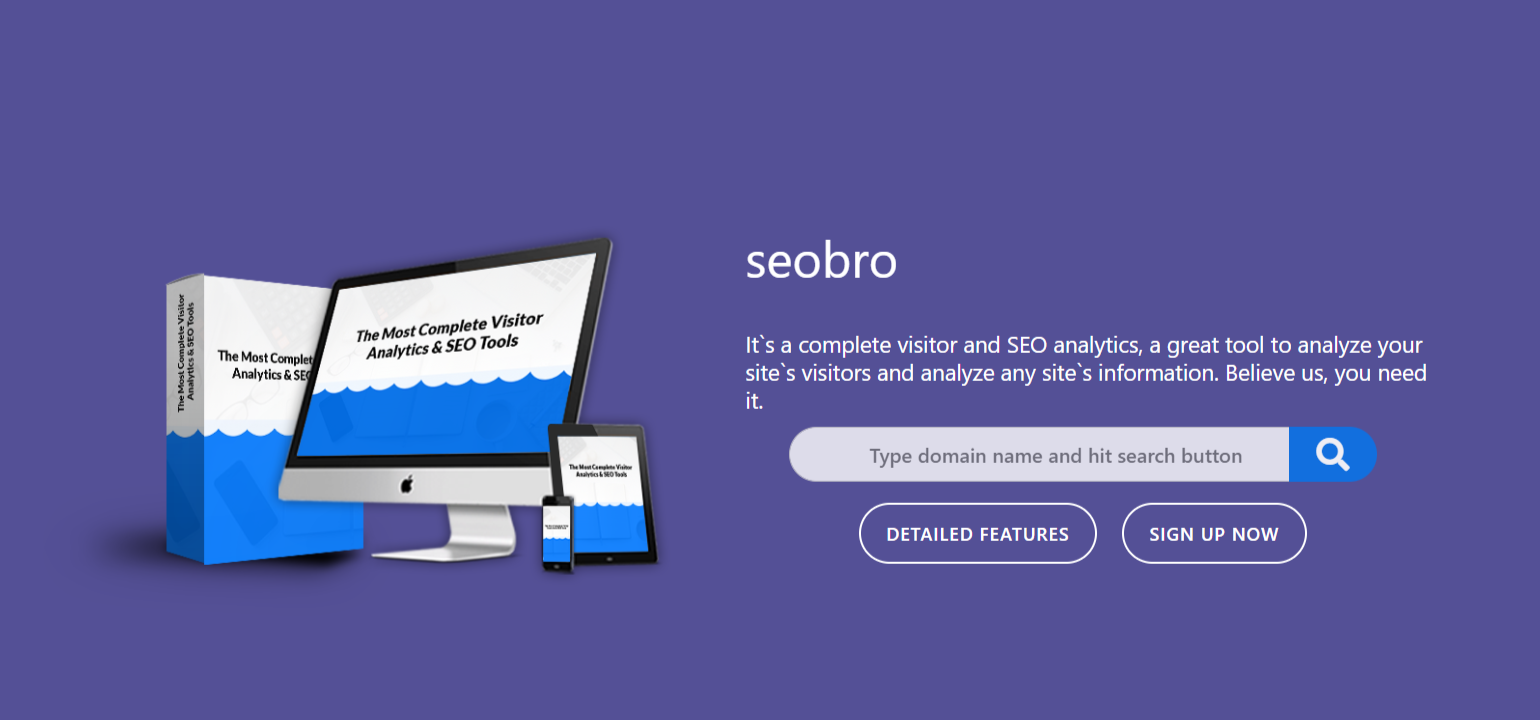 The Most Complete Visitor
Analytics & SEO Tools
The Most Complet
Analytics & SEO
The Most Complete Visitor
Analytics & SEO Tools
The Most Complete Visitor
Analytics & SEO Tools
seobro
It`s a complete visitor and SEO analytics, a great tool to analyze your
site`s visitors and analyze any site`s information. Believe us, you need
it.
Type domain name and hit search button
DETAILED FEATURES
SIGN UP NOW